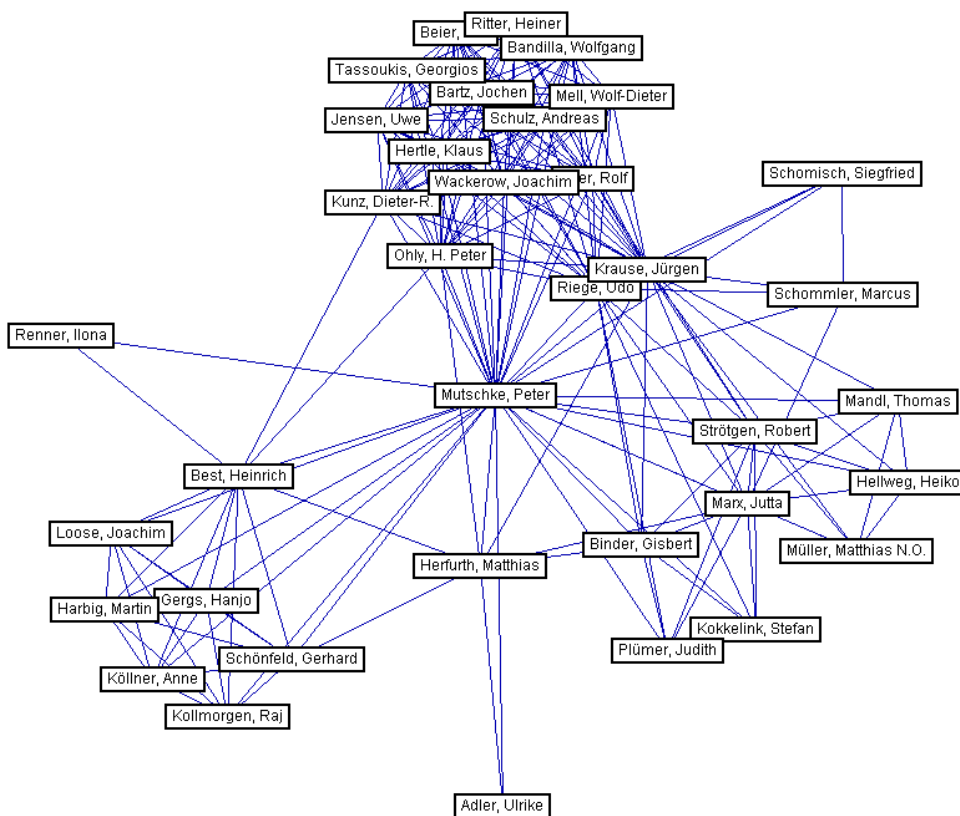 Ritter, Heiner
Beier,
Bandilla, Wolfgang
Tassoukis, Georgios
Bartz, Jochen
Mell, Wolf-Dieter
Jensen, Uwe
Schulz, Andreas
Hertle, Klaus
Wackerow, Joachim
Rolf
Schomisch, Siegfried
Kunz, Dieter-R.
Ohly, H. Peter
Krause, Jürgen
Riege, Udo
Schommler, Marcus
Renner, Ilona
Mutschke, Peter
Mandl, Thomas
Strötgen, Robert
Best, Heinrich
Hellweg, Heiko
Marx, Jutta
Loose, Joachim
Binder, Gisbert
Müller, Matthias N.O.
Herfurth, Matthias
Gergs, Hanjo
Harbig, Martin
Kokkelink, Stefan
Plümer, Judith
Schönfeld, Gerhard
Köllner, Anne
Kollmorgen, Raj
Adler, Ulrike